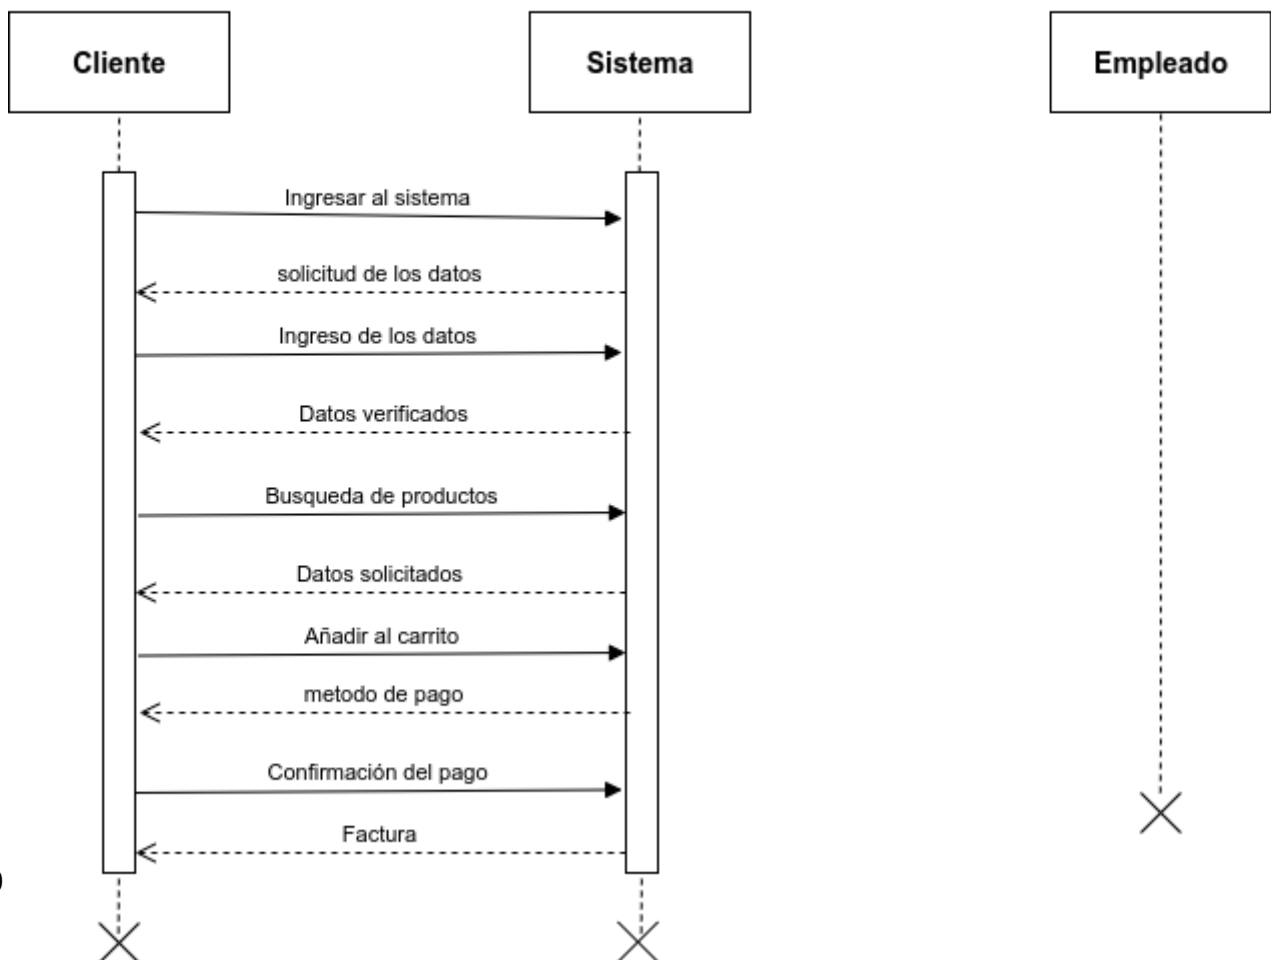 Cliente
Sistema
Empleado
Ingresar al sistema
solicitud de los datos
Ingreso de los datos
Datos verificados
Busqueda de productos
Datos solicitados
Añadir al carrito
metodo de pago
Confirmación del pago
Factura